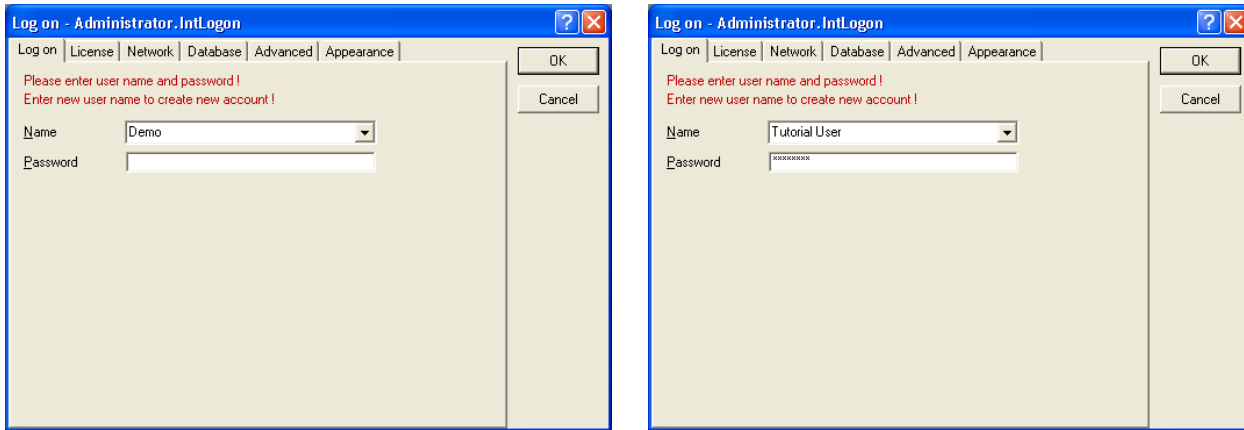 Log on - Administrator.IntLogon
Log on License Network Database Advanced Appearance
OK
Please enter user name and password !
Enter new user name to create new account !
Cancel
Name Demo
Password
Log on - Administrator.IntLogon
Log on License Network Database Advanced Appearance
OK
Please enter user name and password !
Enter new user name to create new account !
Cancel
Name Tutorial User
Password ××××××××